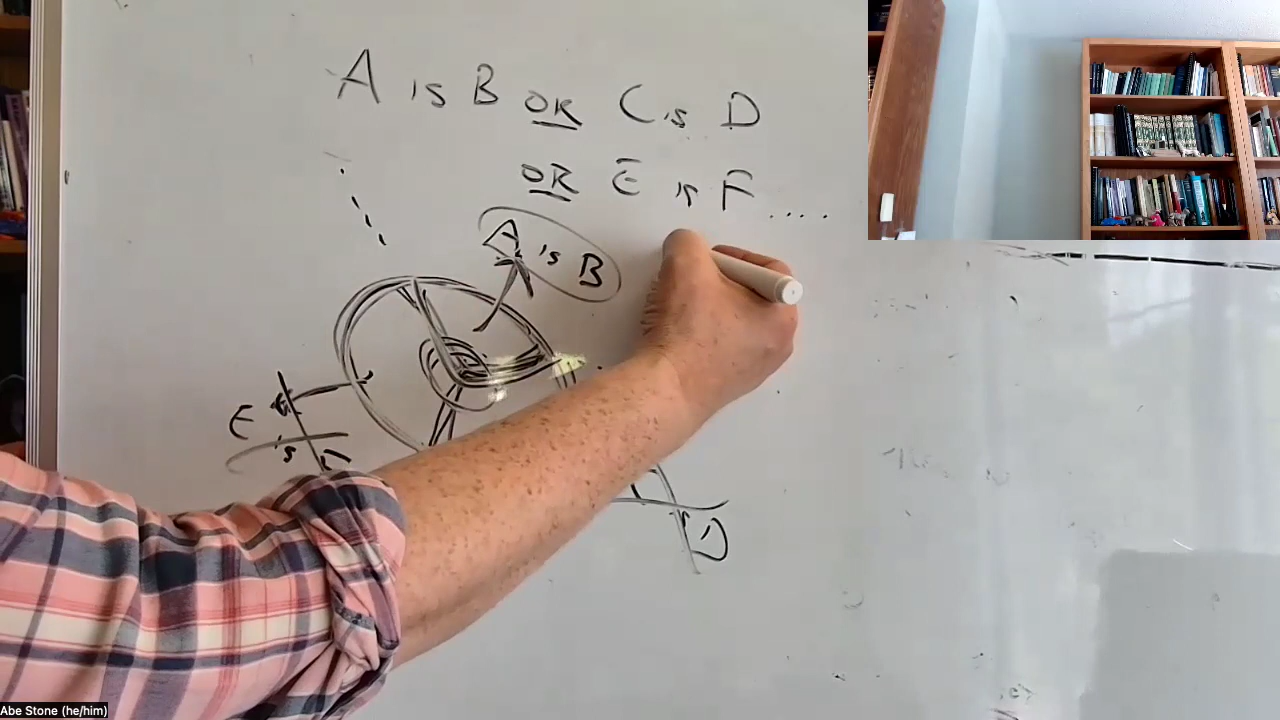 A is B OR C is D
OR E is F.....
A is B
E
is
D
Abe Stone (he/him)